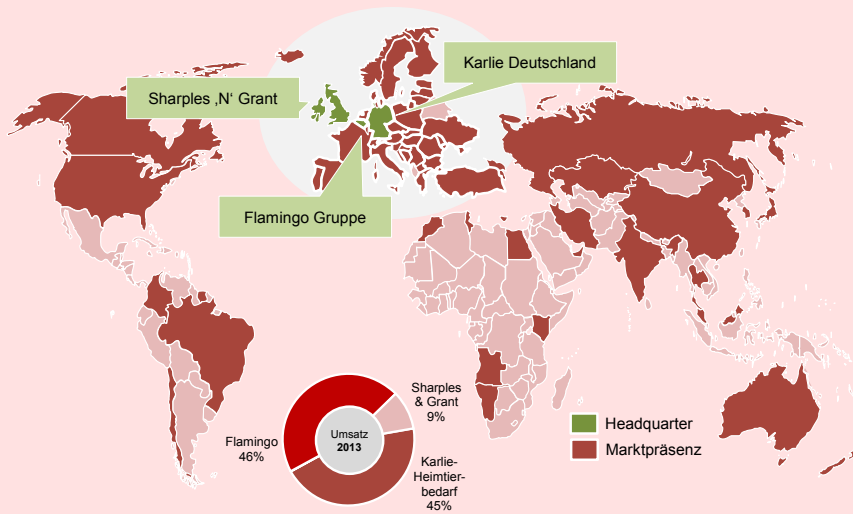 Karlie Deutschland
Sharples ‚N‘ Grant
Flamingo Gruppe
Sharples
& Grant
9%
Flamingo
46%
Umsatz
2013
Karlie-
Heimtier-
bedarf
45%
Headquarter
Marktpräsenz